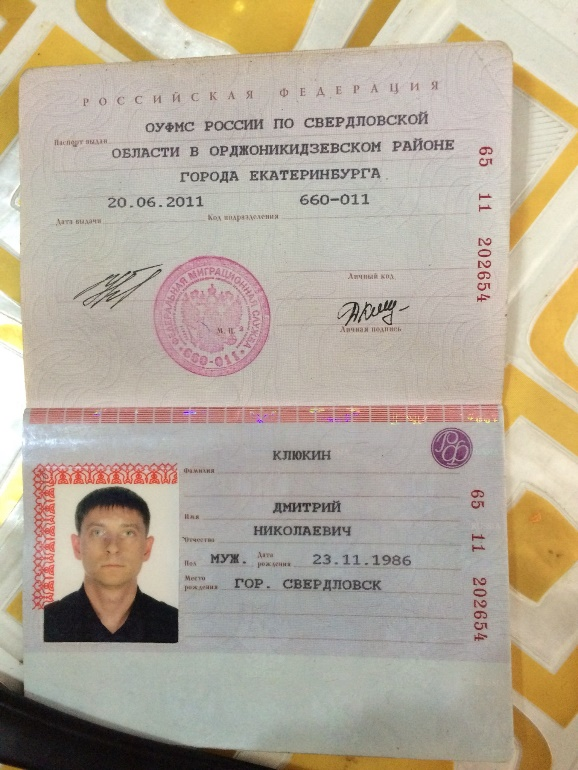 РОССИЙСКАЯ ФЕДЕРАЦИЯ
Паспорт выдан ОУФМС РОССИИ ПО СВЕРДЛОВСКОЙ
ОБЛАСТИ В ОРДЖОНИКИДЗЕВСКОМ РАЙОНЕ
ГОРОДА ЕКАТЕРИНБУРГА
20.06.2011 660-011
Дата выдачи Код подразделения
65 11 202654
Личный код
ФЕДЕРАЛЬНАЯ МИГРАЦИОННАЯ СЛУЖБА
660-011
М. П.
Личная подпись
РФ
КЛЮКИН
Фамилия
ДМИТРИЙ
Имя
НИКОЛАЕВИЧ
Отчество
Пол МУЖ. Дата рождения 23.11.1986
Место рождения ГОР. СВЕРДЛОВСК
65 11 202654